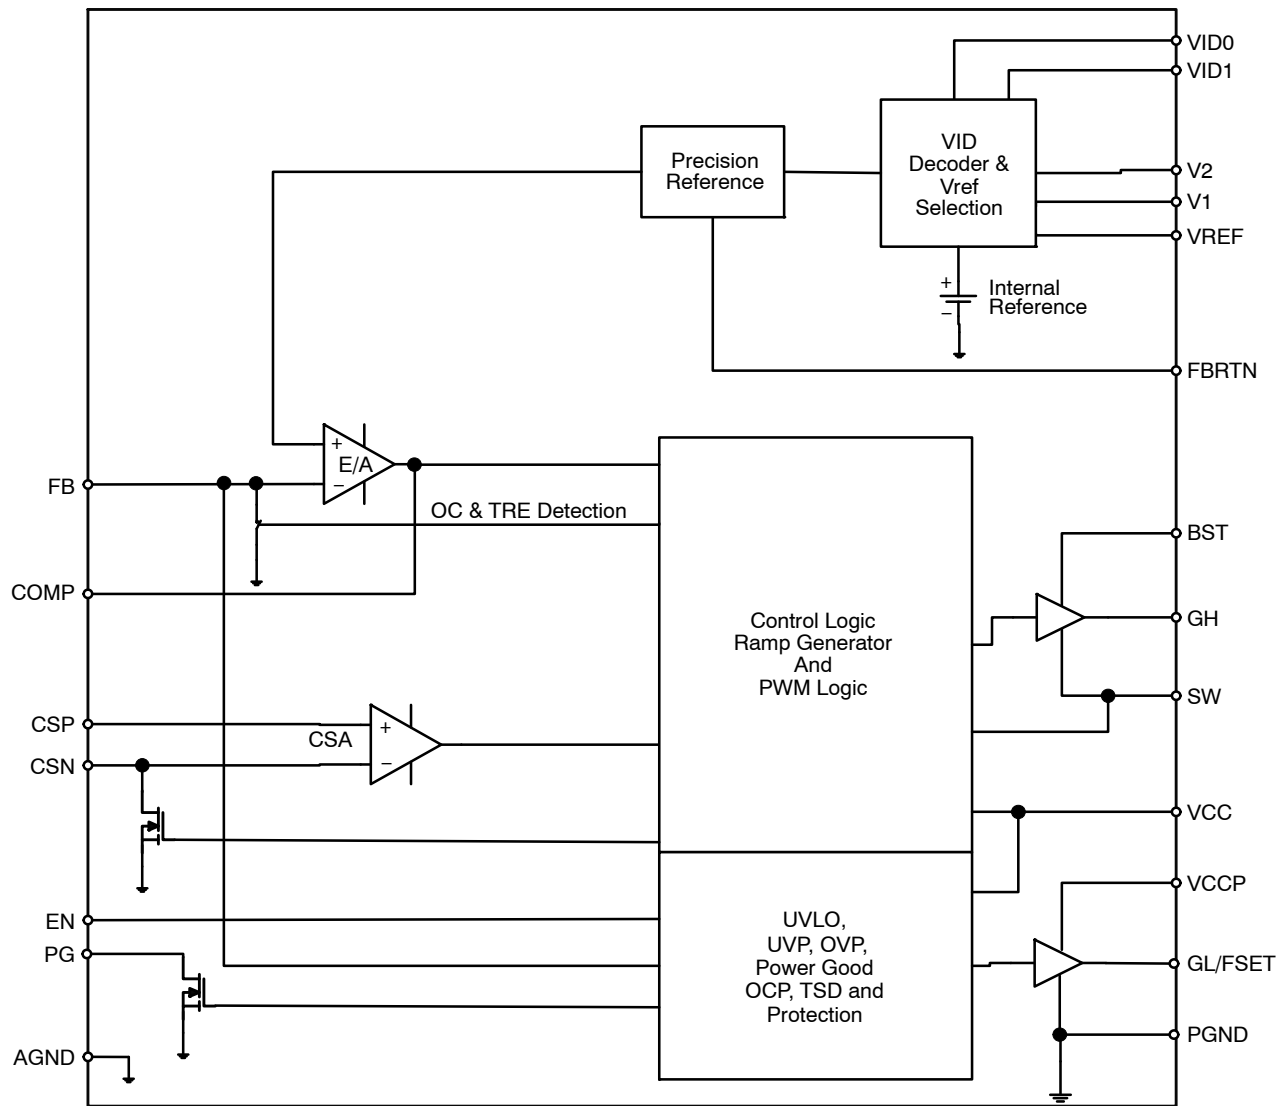 VID0
VID1
VID
Decoder &
Vref
Selection
Precision
Reference
V2
V1
VREF
+
Internal
Reference
−
FBRTN
+
E/A
−
FB
OC & TRE Detection
BST
COMP
GH
Control Logic
Ramp Generator
And
PWM Logic
SW
CSP
+
CSA
CSN
−
VCC
VCCP
EN
UVLO,
UVP, OVP,
Power Good
OCP, TSD and
Protection
PG
GL/FSET
PGND
AGND